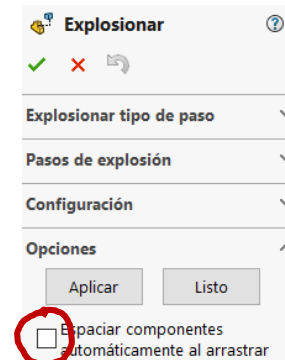 Explosionar
Explosionar tipo de paso
Pasos de explosión
Configuración
Opciones
Aplicar Listo
Espaciar componentes
automáticamente al arrastrar